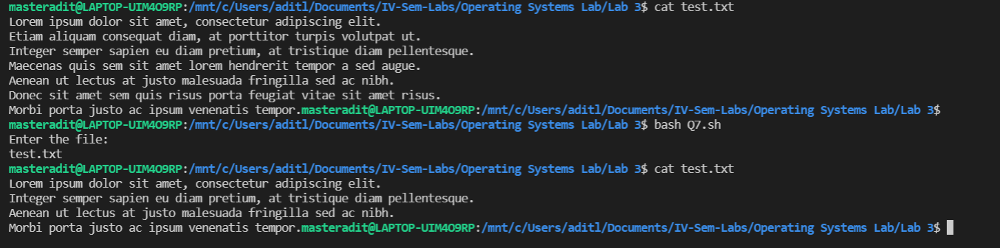 masteradit@LAPTOP-UIM4O9RP:/mnt/c/Users/aditl/Documents/IV-Sem-Labs/Operating Systems Lab/Lab 3$ cat test.txt
Lorem ipsum dolor sit amet, consectetur adipiscing elit.
Etiam aliquam consequat diam, at porttitor turpis volutpat ut.
Integer semper sapien eu diam pretium, at tristique diam pellentesque.
Maecenas quis sem sit amet lorem hendrerit tempor a sed augue.
Aenean ut lectus at justo malesuada fringilla sed ac nibh.
Donec sit amet sem quis risus porta feugiat vitae sit amet risus.
Morbi porta justo ac ipsum venenatis tempor.masteradit@LAPTOP-UIM4O9RP:/mnt/c/Users/aditl/Documents/IV-Sem-Labs/Operating Systems Lab/Lab 3$
masteradit@LAPTOP-UIM4O9RP:/mnt/c/Users/aditl/Documents/IV-Sem-Labs/Operating Systems Lab/Lab 3$ bash Q7.sh
Enter the file:
test.txt
masteradit@LAPTOP-UIM4O9RP:/mnt/c/Users/aditl/Documents/IV-Sem-Labs/Operating Systems Lab/Lab 3$ cat test.txt
Lorem ipsum dolor sit amet, consectetur adipiscing elit.
Integer semper sapien eu diam pretium, at tristique diam pellentesque.
Aenean ut lectus at justo malesuada fringilla sed ac nibh.
Morbi porta justo ac ipsum venenatis tempor.masteradit@LAPTOP-UIM4O9RP:/mnt/c/Users/aditl/Documents/IV-Sem-Labs/Operating Systems Lab/Lab 3$